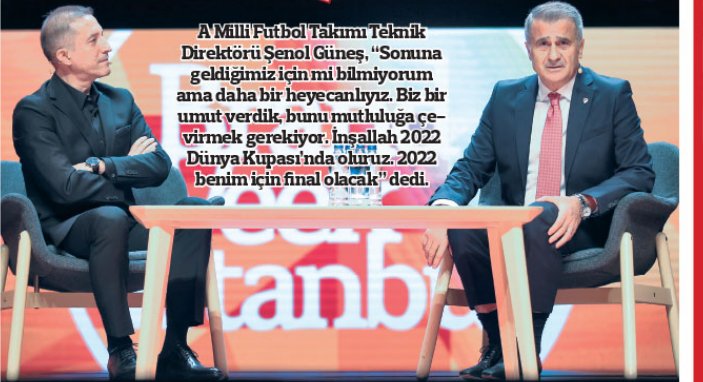 A Milli Futbol Takımı Teknik
Direktörü Şenol Güneş, “Sonuna
geldiğimiz için mi bilmiyorum
ama daha bir heyecanlıyız. Biz bir
umut verdik, bunu mutluluğa çe-
virmek gerekiyor. İnşallah 2022
Dünya Kupası'nda oluruz. 2022
benim için final olacak” dedi.